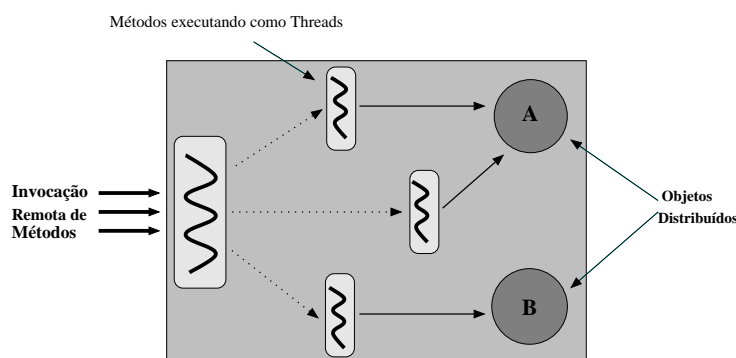 Métodos executando como Threads
A
Invocação
Remota de
Métodos
Objetos
Distribuídos
B